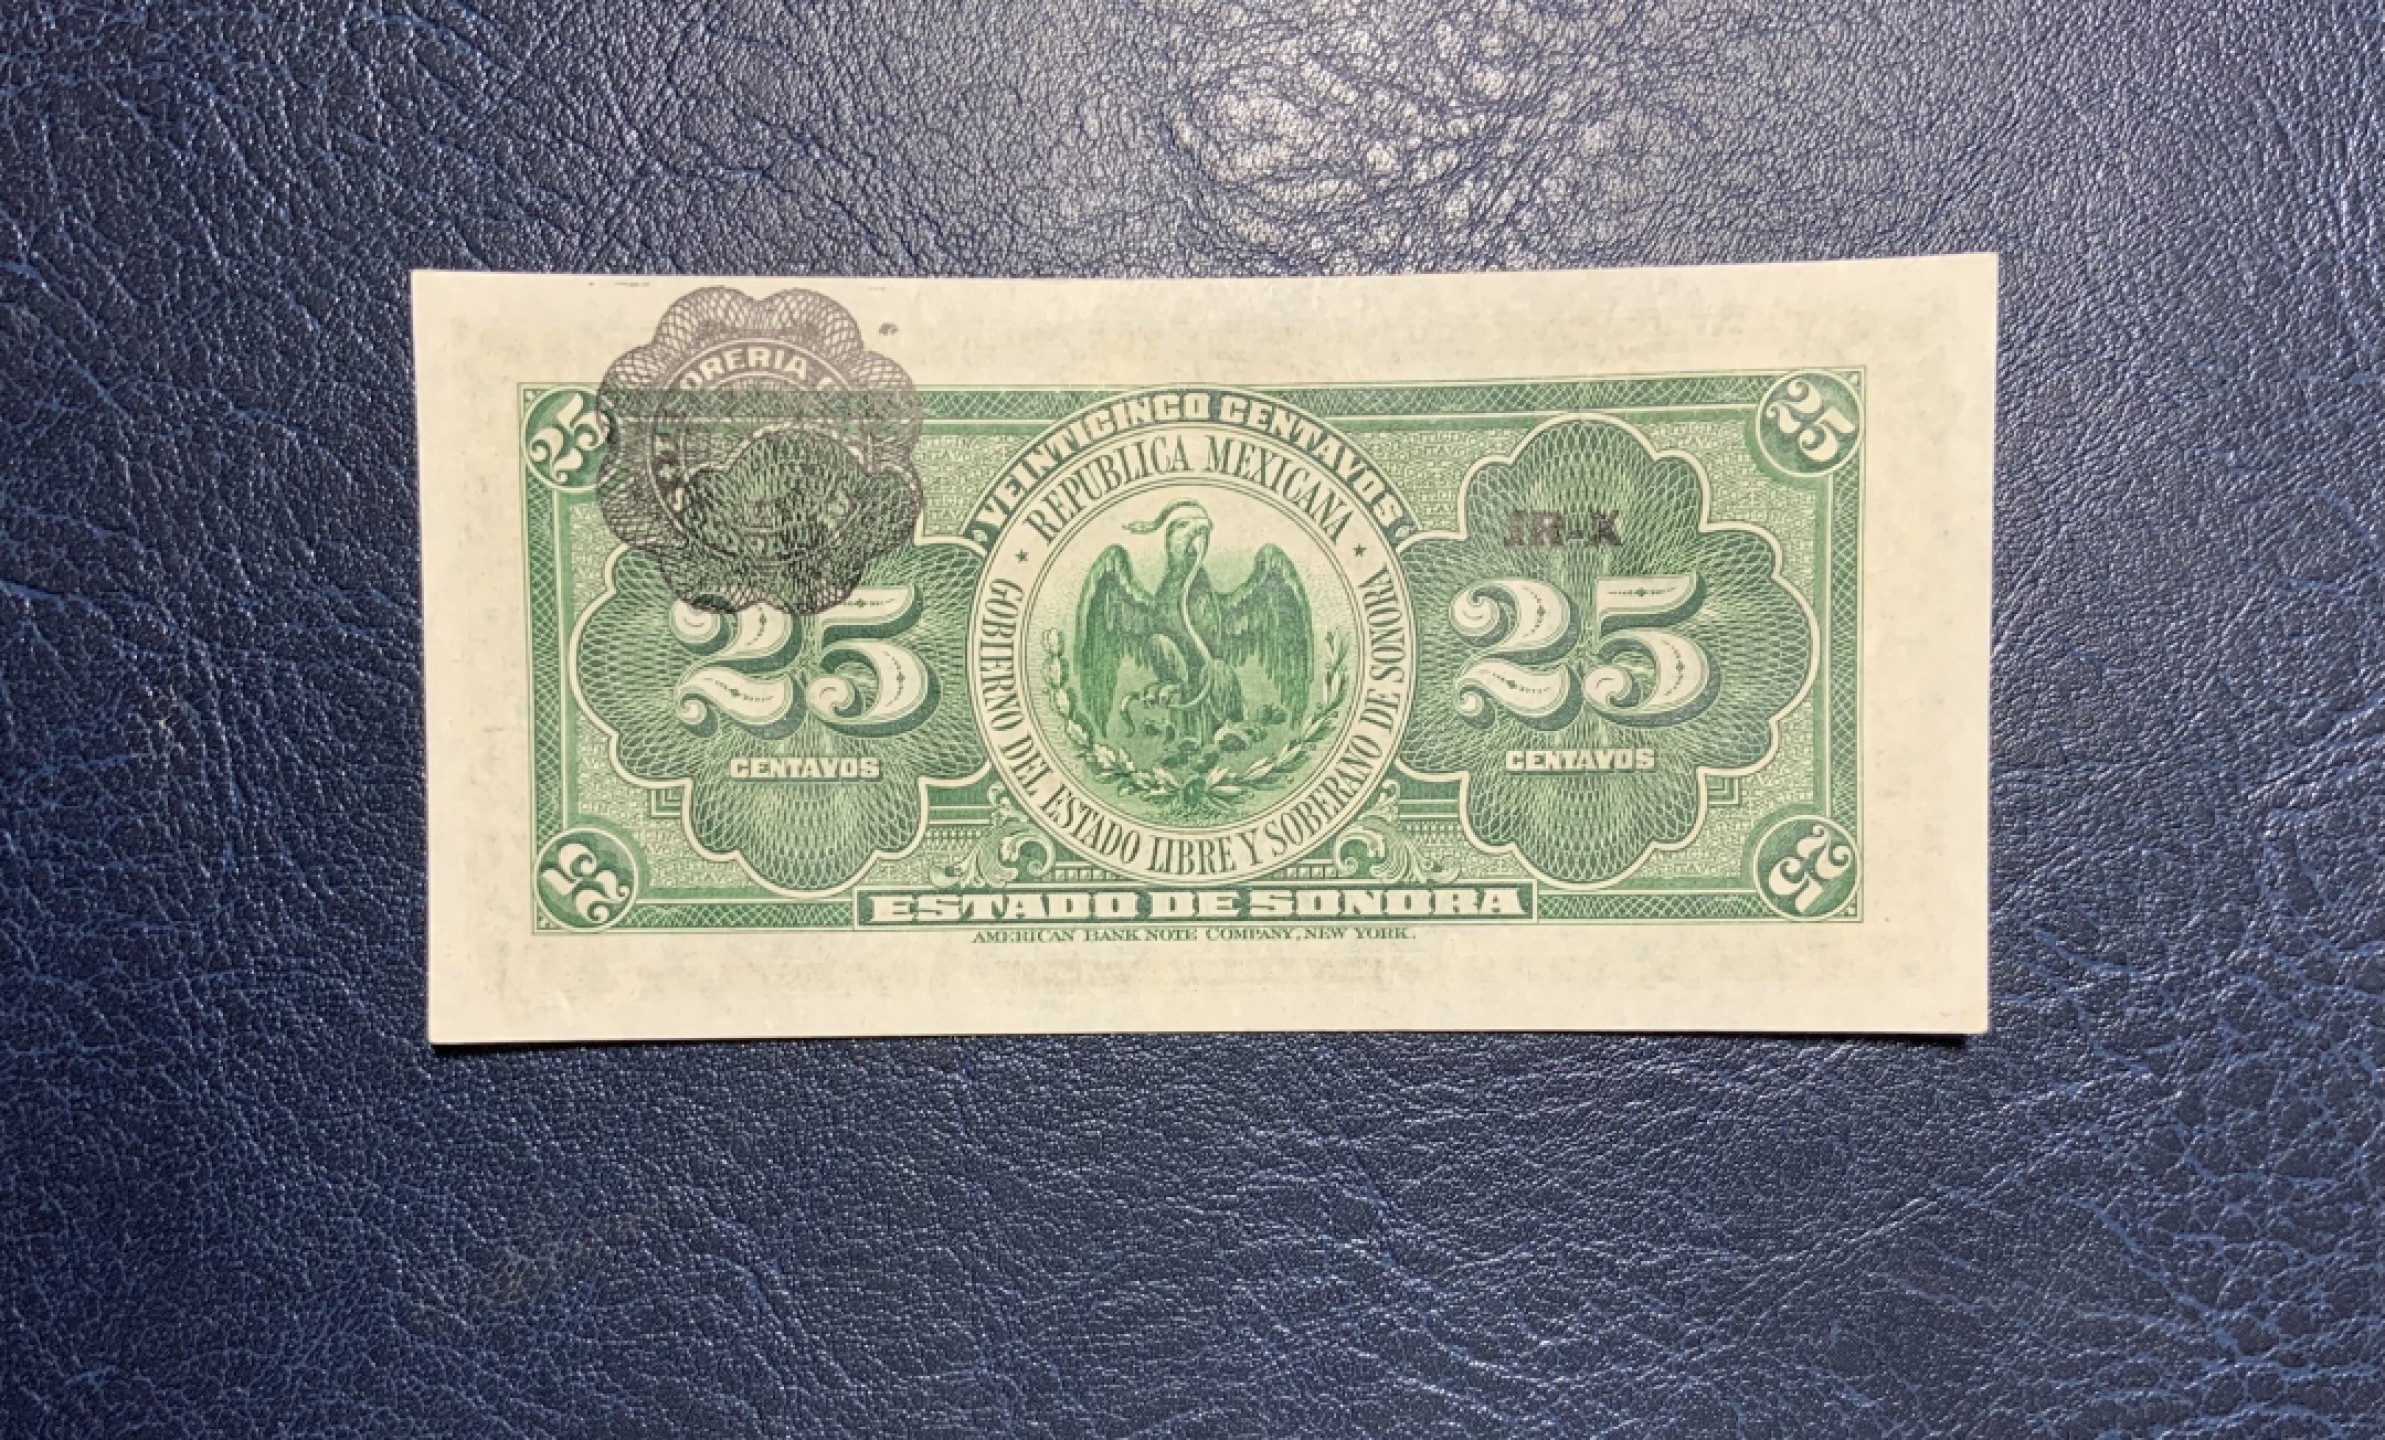 25
25
VEINTICINCO CENTAVOS
REPUBLICA MEXICANA
GOBIERNO DEL ESTADO LIBRE Y SOBERANO DE SONORA
JR-X
25
25
CENTAVOS
CENTAVOS
25
25
ESTADO DE SONORA
AMERICAN BANK NOTE COMPANY, NEW YORK.